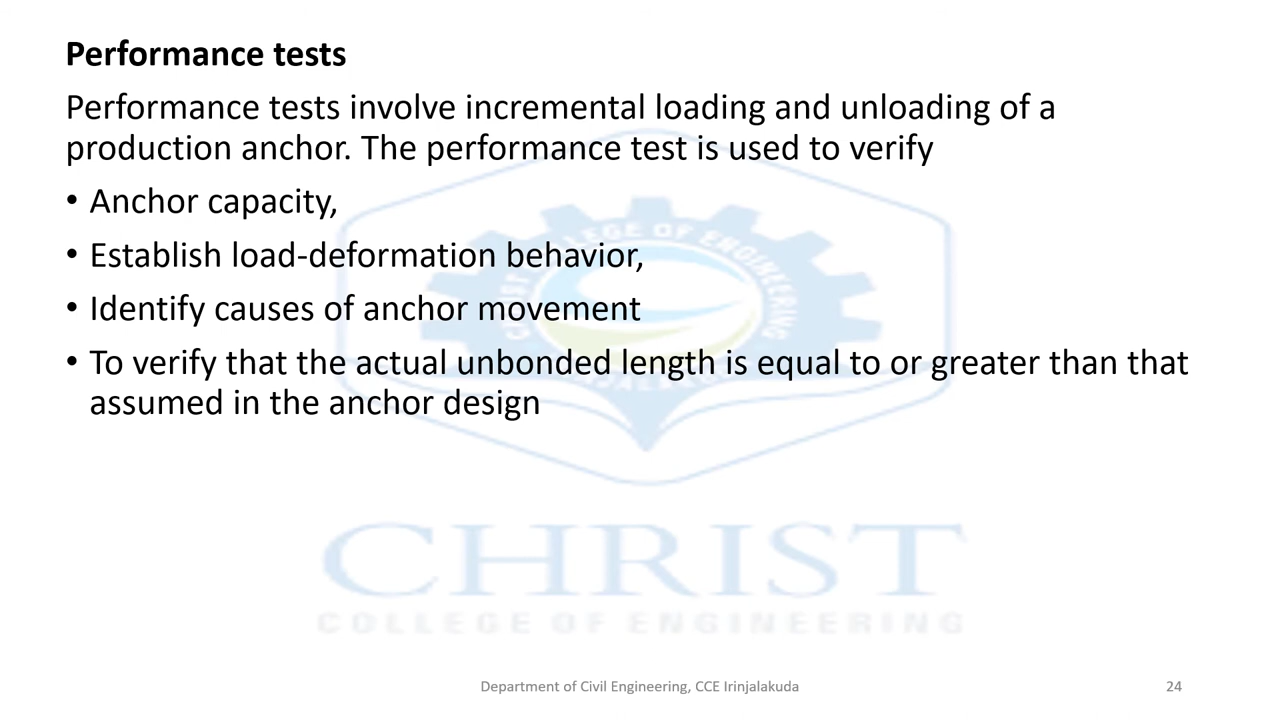 Performance tests
Performance tests involve incremental loading and unloading of a
production anchor. The performance test is used to verify
• Anchor capacity,
• Establish load-deformation behavior,
• Identify causes of anchor movement
• To verify that the actual unbonded length is equal to or greater than that
assumed in the anchor design
CHRIST
COLLEGE OF ENGINEERING
Department of Civil Engineering, CCE Irinjalakuda
24